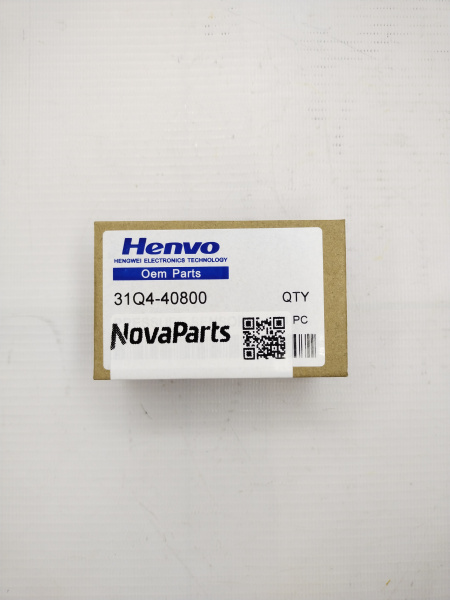 Henvo
HENGWEI ELECTRONICS TECHNOLOGY
Oem Parts
31Q4-40800 QTY
NovaParts PC